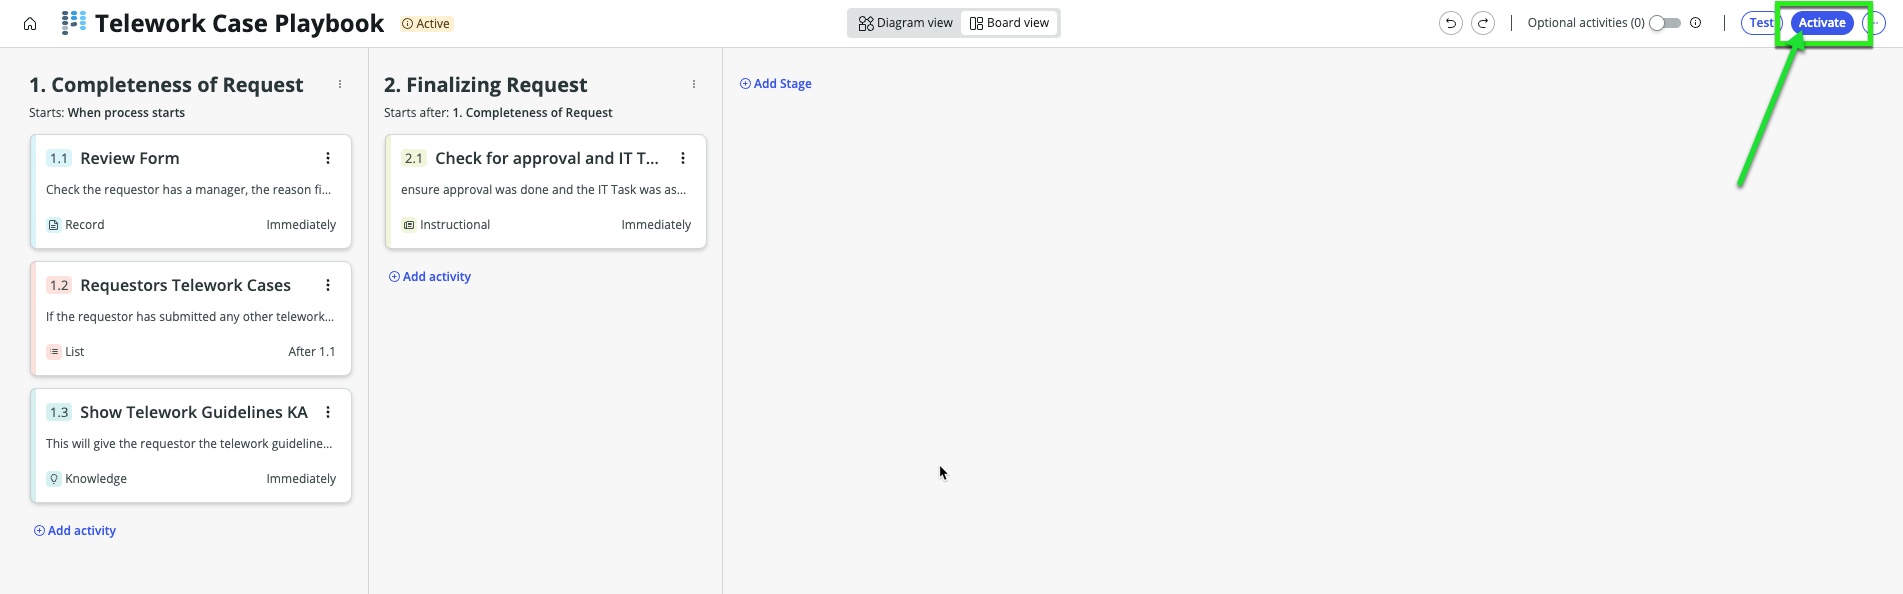 Telework Case Playbook
Active
Diagram view
Board view
Optional activities (0)
Test
Activate
1. Completeness of Request
Starts: When process starts
1.1 Review Form
Check the requestor has a manager, the reason fi...
Record Immediately
1.2 Requestors Telework Cases
If the requestor has submitted any other telework...
List After 1.1
1.3 Show Telework Guidelines KA
This will give the requestor the telework guideline...
Knowledge Immediately
Add activity
2. Finalizing Request
Starts after: 1. Completeness of Request
2.1 Check for approval and IT T...
ensure approval was done and the IT Task was as...
Instructional Immediately
Add activity
Add Stage